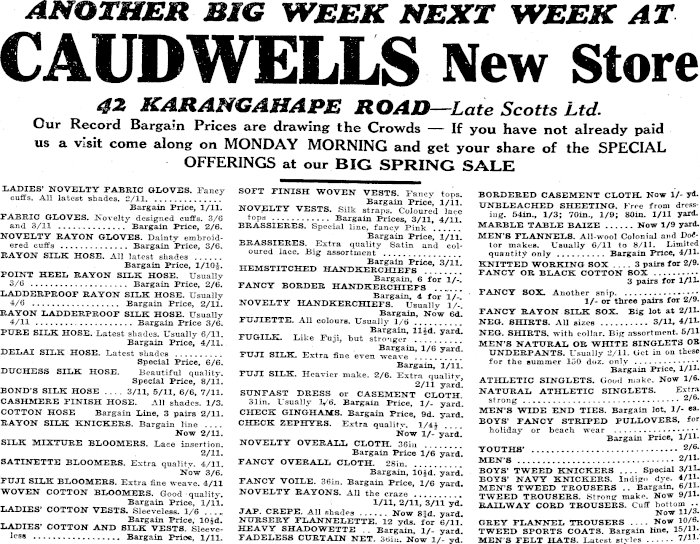 ANOTHER BIG WEEK NEXT WEEK AT
CAUDWELLS New Store
42 KARANGAHAPE ROAD—Late Scotts Ltd.
Our Record Bargain Prices are drawing the Crowds — If you have not already paid
us a visit come along on MONDAY MORNING and get your share of the SPECIAL
OFFERINGS at our BIG SPRING SALE
LADIES' NOVELTY FABRIC GLOVES. Fancy
cuffs. All latest shades. 2/11. ..............
Bargain Price, 1/11.
FABRIC GLOVES. Novelty designed cuffs. 3/6
and 3/11 .............. Bargain Price, 2/6.
NOVELTY RAYON GLOVES. Dainty embroid-
ered cuffs .............. Bargain Price, 3/6.
RAYON SILK HOSE. All latest shades .....
Bargain Price, 1/10½.
POINT HEEL RAYON SILK HOSE. Usually
3/6 .............. Bargain Price, 2/6.
LADDERPROOF RAYON SILK HOSE. Usually
4/11 .............. Bargain Price, 2/11.
RAYON LADDERPROOF SILK HOSE. Usually
4/11 .............. Bargain Price 3/6.
PURE SILK HOSE. Latest shades. Usually 6/11.
Bargain Price, 4/11.
DELAI SILK HOSE. Latest shades ..........
Special Price, 6/6.
DUCHESS SILK HOSE. Beautiful quality.
Special Price, 8/11.
BOND'S SILK HOSE .... 3/11, 5/11, 6/6, 7/11.
CASHMERE FINISH HOSE. All shades. 1/3.
COTTON HOSE Bargain Line, 3 pairs 2/11.
RAYON SILK KNICKERS. Bargain line ....
Now 2/11.
SILK MIXTURE BLOOMERS. Lace insertion.
2/11.
SATINETTE BLOOMERS. Extra quality. 4/11.
Now 3/6.
FUJI SILK BLOOMERS. Extra fine weave. 4/11
WOVEN COTTON BLOOMERS. Good quality.
Bargain Price, 1/11.
LADIES' COTTON VESTS. Sleeveless. 1/6 ....
Bargain Price, 10½d.
LADIES' COTTON AND SILK VESTS. Sleeve-
less .............. Bargain Price, 1/11.
SOFT FINISH WOVEN VESTS. Fancy tops.
Bargain Price, 1/11.
NOVELTY VESTS. Silk straps. Coloured lace
tops .............. Bargain Prices, 3/11, 4/11.
BRASSIERES. Special line, fancy Pink .....
Bargain Price, 1/11.
BRASSIERES. Extra quality Satin and col-
oured lace. Big assortment ..............
Bargain Price, 3/11.
HEMSTITCHED HANDKERCHIEFS ........
Bargain, 6 for 1/-.
FANCY BORDER HANDKERCHIEFS ......
Bargain, 4 for 1/-.
NOVELTY HANDKERCHIEFS. Usually 1/-.
Bargain, Now 6d.
FUJIETTE. All colours. Usually 1/6 ........
Bargain, 11½d. yard.
FUGILK. Like Fuji, but stronger ..........
Bargain, 1/6 yard.
FUJI SILK. Extra fine even weave ........
Bargain, 1/11.
FUJI SILK. Heavier make. 2/6. Extra quality,
2/11 yard.
SUNFAST DRESS or CASEMENT CLOTH.
31in. Usually 1/6. Bargain Price, 1/- yard.
CHECK GINGHAMS. Bargain Price, 9d. yard.
CHECK ZEPHYRS. Extra quality. 1/4½ ....
Now 1/- yard.
NOVELTY OVERALL CLOTH. 36in .........
Bargain Price 1/6 yard.
FANCY OVERALL CLOTH. 28in. .........
Bargain, 10½d. yard.
FANCY VOILE. 36in. Bargain Price, 1/6 yard.
NOVELTY RAYONS. All the craze ........
1/11, 2/11, 3/11 yd.
JAP. CREPE. All shades .... Now 8½d. yard.
NURSERY FLANNELETTE. 12 yds. for 6/11.
HEAVY SHADOWETTE .. Bargain, 1/- yard.
FADELESS CURTAIN NET. 36in. Now 1/- yd.
BORDERED CASEMENT CLOTH. Now 1/- yd.
UNBLEACHED SHEETING. Free from dress-
ing. 54in., 1/3; 70in., 1/9; 80in. 1/11 yard.
MARBLE TABLE BAIZE ...... Now 1/9 yard.
MEN'S FLANNELS. All-wool Colonial and Doc-
tor makes. Usually 6/11 to 8/11. Limited
quantity only .............. Bargain, 4/11.
KNITTED WORKING SOX .... 3 pairs for 2/9.
FANCY OR BLACK COTTON SOX ..........
3 pairs for 1/11.
FANCY SOX. Another snip. ..............
1/- or three pairs for 2/9.
FANCY RAYON SILK SOX. Big lot at 2/11.
NEG. SHIRTS. All sizes ........ 3/11, 4/11.
NEG. SHIRTS, with collar. Big assortment. 5/11
MEN'S NATURAL OR WHITE SINGLETS OR
UNDERPANTS. Usually 2/11. Get in on these
for the summer 150 doz. only ..............
Bargain Price, 1/11.
ATHLETIC SINGLETS. Good make. Now 1/6.
NATURAL ATHLETIC SINGLETS. Extra
strong .............. 2/6.
MEN'S WIDE END TIES. Bargain lot, 1/- ea.
BOYS' FANCY STRIPED PULLOVERS, for
holiday or beach wear ..............
Bargain Price, 1/11.
YOUTHS' .............. 2/6.
MEN'S .............. 2/11.
BOYS' TWEED KNICKERS .. Special 3/11.
BOYS' NAVY KNICKERS. Indigo dye. 4/11.
MEN'S TWEED TROUSERS .. Bargain, 6/11.
TWEED TROUSERS. Strong make. Now 9/11.
RAILWAY CORD TROUSERS. Cuff bottom ..
Now 13/6.
GREY FLANNEL TROUSERS .... Now 10/6.
TWEED SPORTS COATS. Bargain line, 15/11.
MEN'S FELT HATS. Latest styles ...... 7/11.